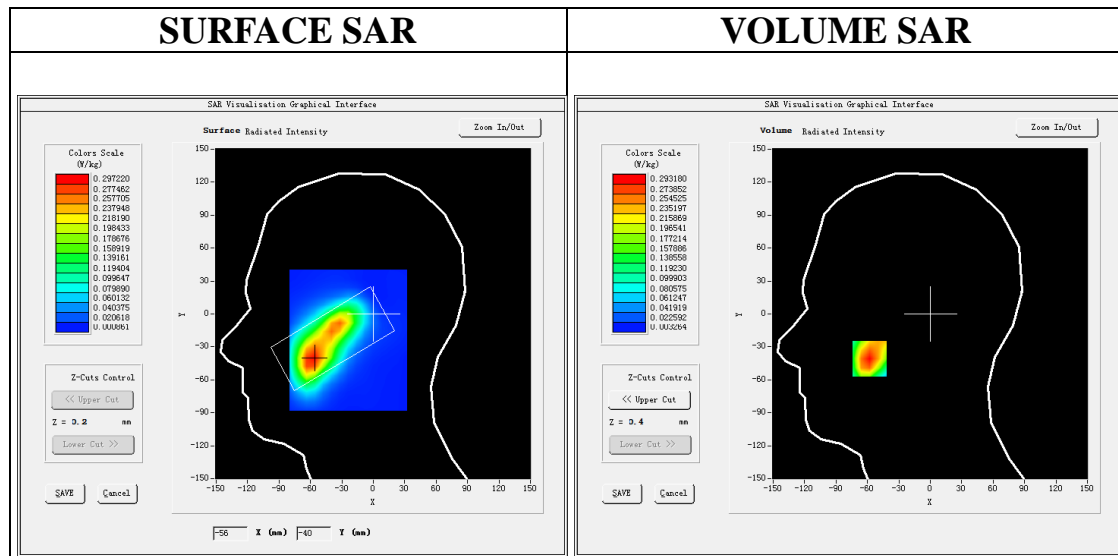 SURFACE SAR
VOLUME SAR
SAR Visualisation Graphical Interface
Surface Radiated Intensity
Zoom In/Out
Colors Scale
(W/kg)
0.297220
0.277462
0.257705
0.237948
0.218190
0.198433
0.178676
0.158919
0.139161
0.119404
0.099647
0.079890
0.060132
0.040375
0.020618
0.000861
Z-Cuts Control
<< Upper Cut
Z = 0.2 mm
Lower Cut >>
SAVE Cancel
150
120
90
60
30
0
-30
-60
-90
-120
-150
Y
-150 -120 -90 -60 -30 0 30 60 90 120 150
X
-56 X (mm) -40 Y (mm)
SAR Visualisation Graphical Interface
Volume Radiated Intensity
Zoom In/Out
Colors Scale
(W/kg)
0.293180
0.273852
0.254525
0.235197
0.215869
0.196541
0.177214
0.157886
0.138558
0.119230
0.099903
0.080575
0.061247
0.041919
0.022592
0.003264
Z-Cuts Control
<< Upper Cut
Z = 0.4 mm
Lower Cut >>
SAVE Cancel
150
120
90
60
30
0
-30
-60
-90
-120
-150
Y
-150 -120 -90 -60 -30 0 30 60 90 120 150
X